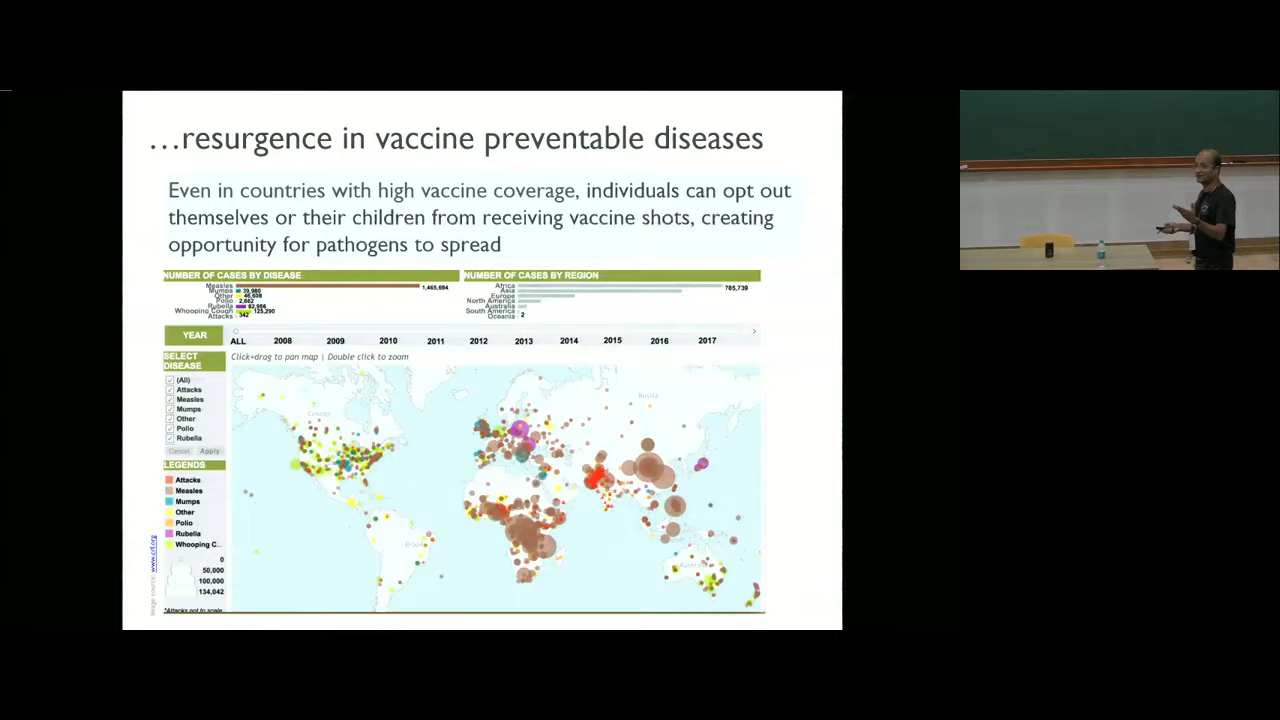 …resurgence in vaccine preventable diseases
Even in countries with high vaccine coverage, individuals can opt out
themselves or their children from receiving vaccine shots, creating
opportunity for pathogens to spread
NUMBER OF CASES BY DISEASE
Measles 1,465,694
Mumps 39,980
Other 46,608
Polio 2,662
Rubella 82,986
Whooping Cough 125,290
Attacks 342
NUMBER OF CASES BY REGION
Africa 785,739
Asia
Europe
North America
Australia
South America
Oceania 2
YEAR
ALL 2008 2009 2010 2011 2012 2013 2014 2015 2016 2017
SELECT
DISEASE
(All)
Attacks
Measles
Mumps
Other
Polio
Rubella
Cancel Apply
Click+drag to pan map | Double click to zoom
Canada
Russia
Brazil
Australia
LEGENDS
Attacks
Measles
Mumps
Other
Polio
Rubella
Whooping C...
0
50,000
100,000
134,042
*Attacks not to scale
Image source: www.cfr.org